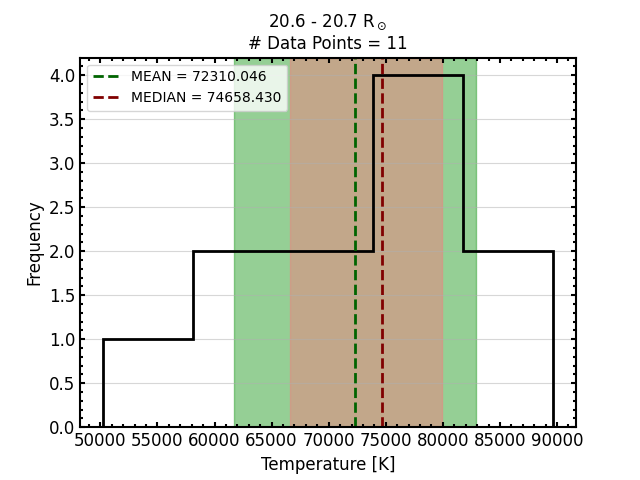 20.6 - 20.7 R⊙
# Data Points = 11
MEAN = 72310.046
MEDIAN = 74658.430
4.0
3.5
3.0
2.5
2.0
1.5
1.0
0.5
0.0
Frequency
50000 55000 60000 65000 70000 75000 80000 85000 90000
Temperature [K]